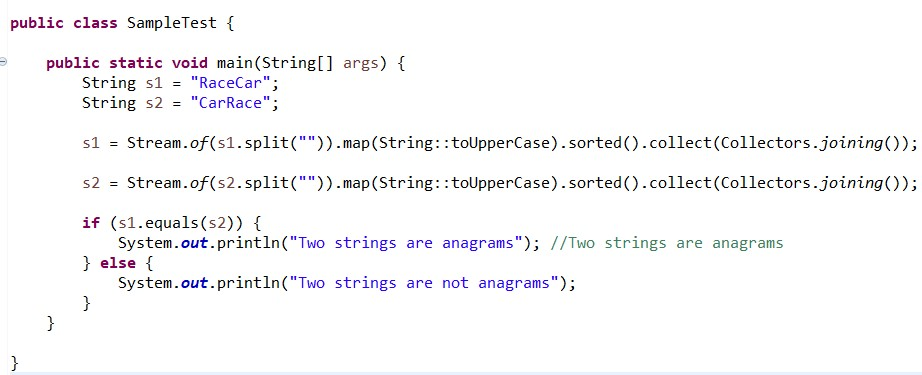 public class SampleTest {
public static void main(String[] args) {
String s1 = "RaceCar";
String s2 = "CarRace";
s1 = Stream.of(s1.split("")).map(String::toUpperCase).sorted().collect(Collectors.joining());
s2 = Stream.of(s2.split("")).map(String::toUpperCase).sorted().collect(Collectors.joining());
if (s1.equals(s2)) {
System.out.println("Two strings are anagrams"); //Two strings are anagrams
} else {
System.out.println("Two strings are not anagrams");
}
}
}